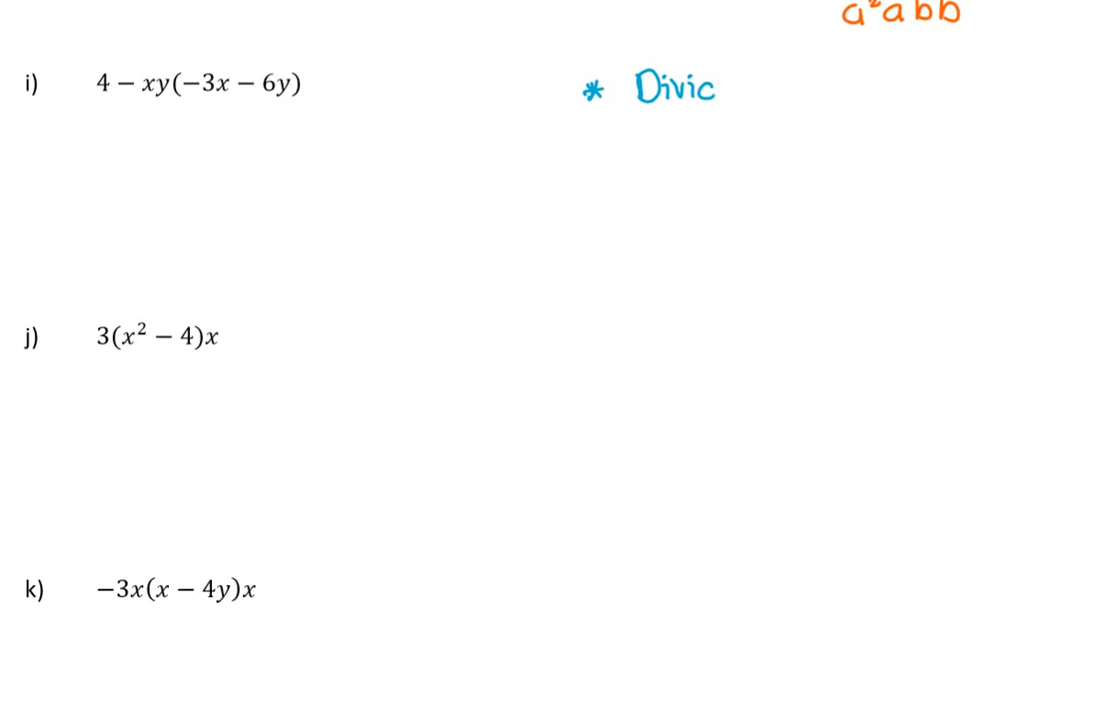 a²abb
i) 4 − xy(−3x − 6y)
* Divic
j) 3(x² − 4)x
k) −3x(x − 4y)x